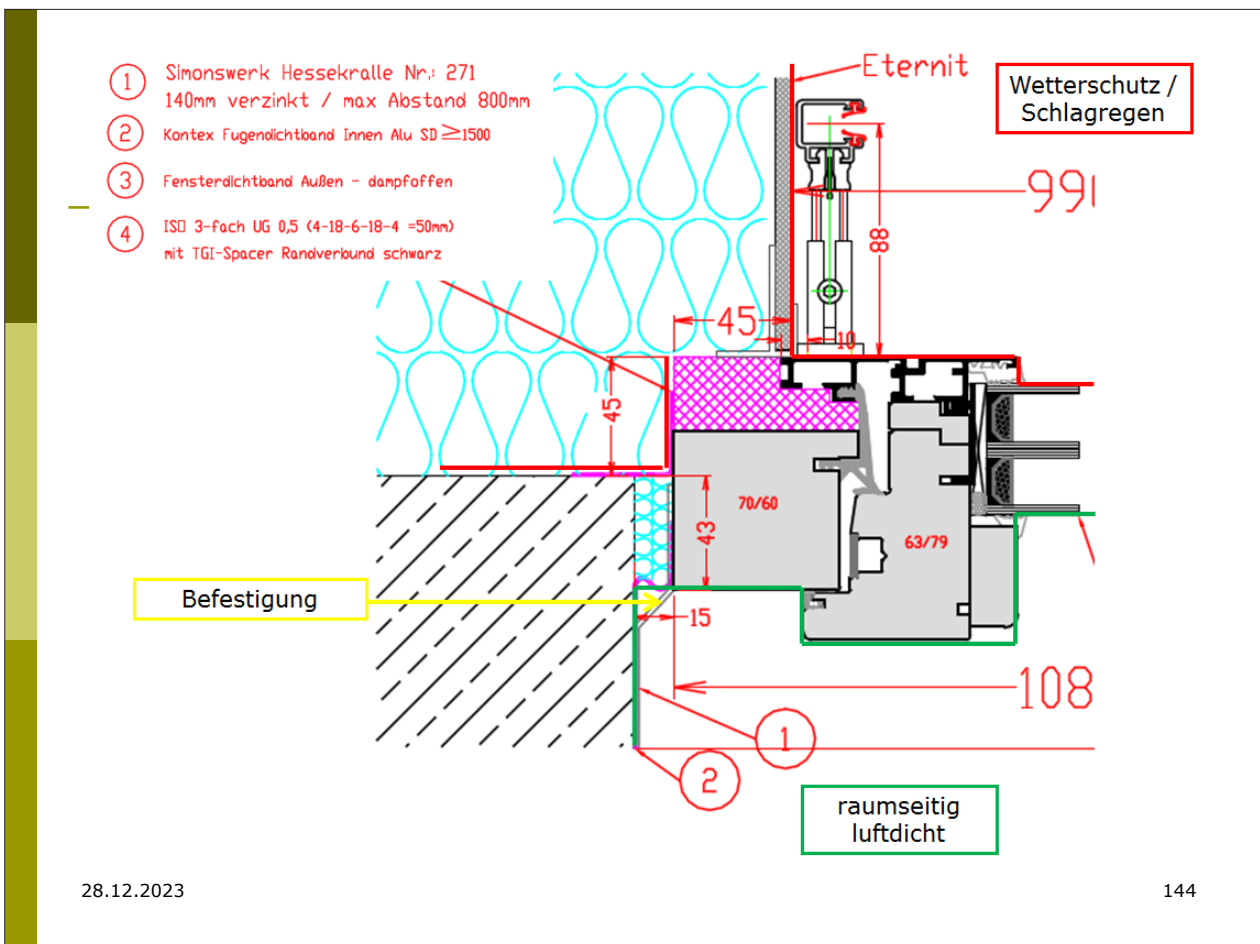 1 Simonswerk Hessekralle Nr.: 271
140mm verzinkt / max Abstand 800mm
2 Kontex Fugendichtband Innen Alu SD ≥1500
3 Fensterdichtband Außen - dampfoffen
4 ISO 3-fach UG 0,5 (4-18-6-18-4 =50mm)
mit TGI-Spacer Randverbund schwarz
Eternit
Wetterschutz /
Schlagregen
88
45
10
45
70/60
43
63/79
Befestigung
15
108
1
2
raumseitig
luftdicht
28.12.2023
144